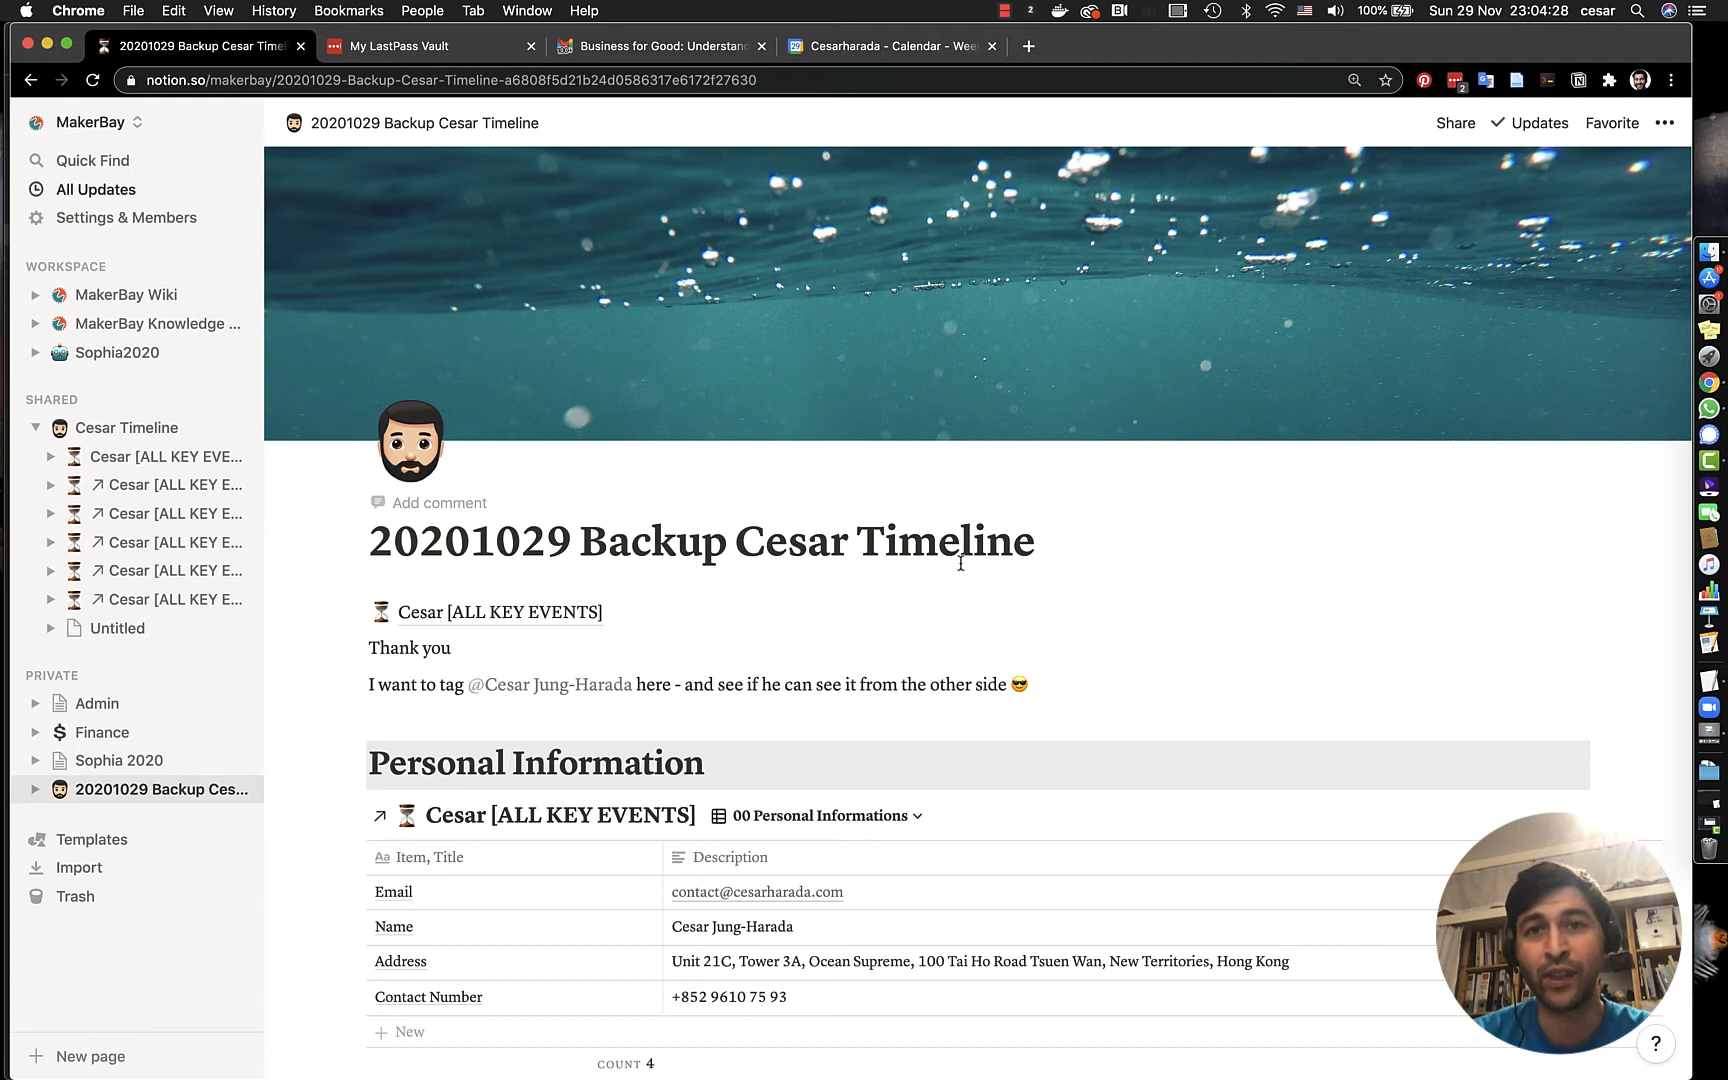 Chrome File Edit View History Bookmarks People Tab Window Help
2 100% Sun 29 Nov 23:04:28 cesar
20201029 Backup Cesar Timel
My LastPass Vault
Business for Good: Understan
Cesarharada - Calendar - Wee
notion.so/makerbay/20201029-Backup-Cesar-Timeline-a6808f5d21b24d0586317e6172f27630
2
MakerBay
20201029 Backup Cesar Timeline
Share Updates Favorite
Quick Find
All Updates
Settings & Members
WORKSPACE
MakerBay Wiki
MakerBay Knowledge ...
Sophia2020
SHARED
Cesar Timeline
Cesar [ALL KEY EVE...
Cesar [ALL KEY E...
Cesar [ALL KEY E...
Cesar [ALL KEY E...
Cesar [ALL KEY E...
Cesar [ALL KEY E...
Untitled
PRIVATE
Admin
Finance
Sophia 2020
20201029 Backup Ces...
Templates
Import
Trash
New page
Add comment
20201029 Backup Cesar Timeline
Cesar [ALL KEY EVENTS]
Thank you
I want to tag @Cesar Jung-Harada here - and see if he can see it from the other side 😎
Personal Information
Cesar [ALL KEY EVENTS] 00 Personal Informations
Aa Item, Title Description
Email contact@cesarharada.com
Name Cesar Jung-Harada
Address Unit 21C, Tower 3A, Ocean Supreme, 100 Tai Ho Road Tsuen Wan, New Territories, Hong Kong
Contact Number +852 9610 75 93
+ New
COUNT 4
?